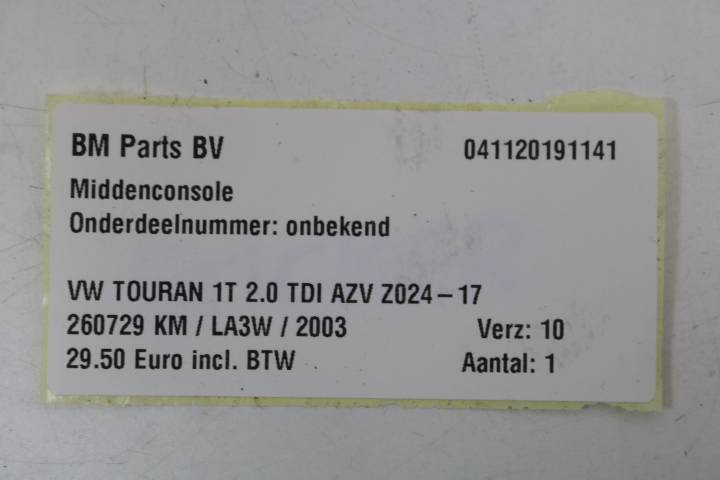 BM Parts BV 041120191141
Middenconsole
Onderdeelnummer: onbekend
VW TOURAN 1T 2.0 TDI AZV Z024-17
260729 KM / LA3W / 2003 Verz: 10
29.50 Euro incl. BTW Aantal: 1